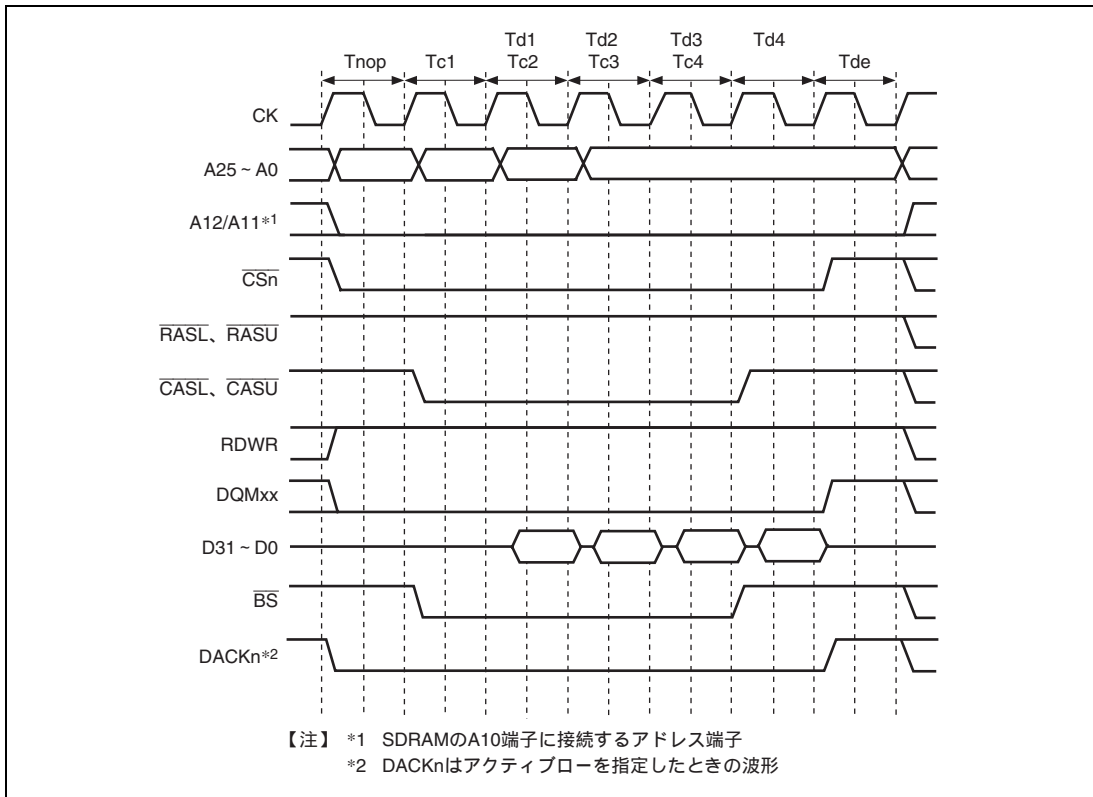 Td1 Td2 Td3 Td4
Tnop Tc1 Tc2 Tc3 Tc4 Tde
CK
A25 ~ A0
A12/A11*1
CSn
RASL、RASU
CASL、CASU
RDWR
DQMxx
D31 ~ D0
BS
DACKn*2
【注】 *1 SDRAMのA10端子に接続するアドレス端子
*2 DACKnはアクティブローを指定したときの波形